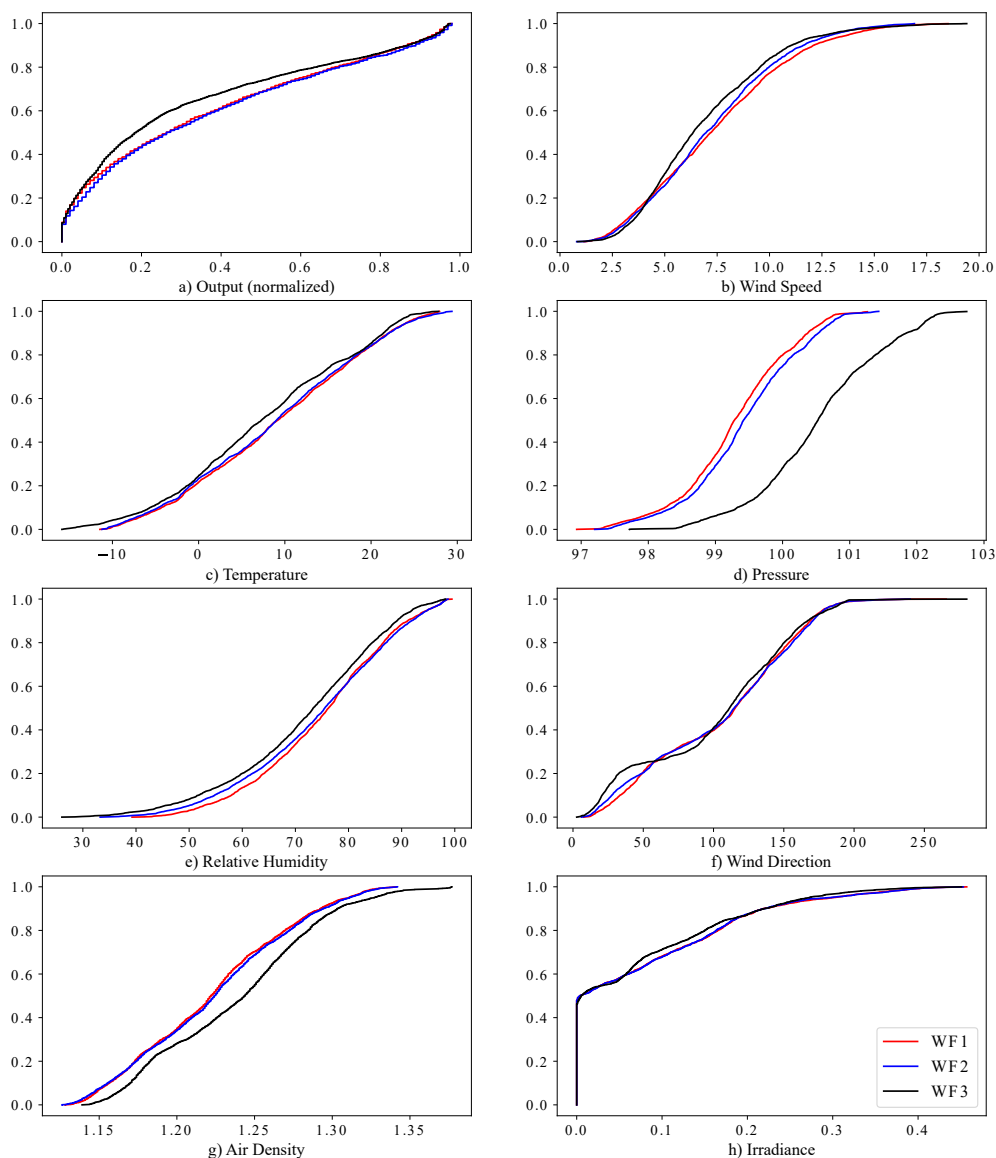 1.0
0.8
0.6
0.4
0.2
0.0
0.0 0.2 0.4 0.6 0.8 1.0
a) Output (normalized)
1.0
0.8
0.6
0.4
0.2
0.0
0.0 2.5 5.0 7.5 10.0 12.5 15.0 17.5 20.0
b) Wind Speed
1.0
0.8
0.6
0.4
0.2
0.0
−10 0 10 20 30
c) Temperature
1.0
0.8
0.6
0.4
0.2
0.0
97 98 99 100 101 102 103
d) Pressure
1.0
0.8
0.6
0.4
0.2
0.0
30 40 50 60 70 80 90 100
e) Relative Humidity
1.0
0.8
0.6
0.4
0.2
0.0
0 50 100 150 200 250
f) Wind Direction
1.0
0.8
0.6
0.4
0.2
0.0
1.15 1.20 1.25 1.30 1.35
g) Air Density
1.0
0.8
0.6
0.4
0.2
0.0
WF1
WF2
WF3
0.0 0.1 0.2 0.3 0.4
h) Irradiance